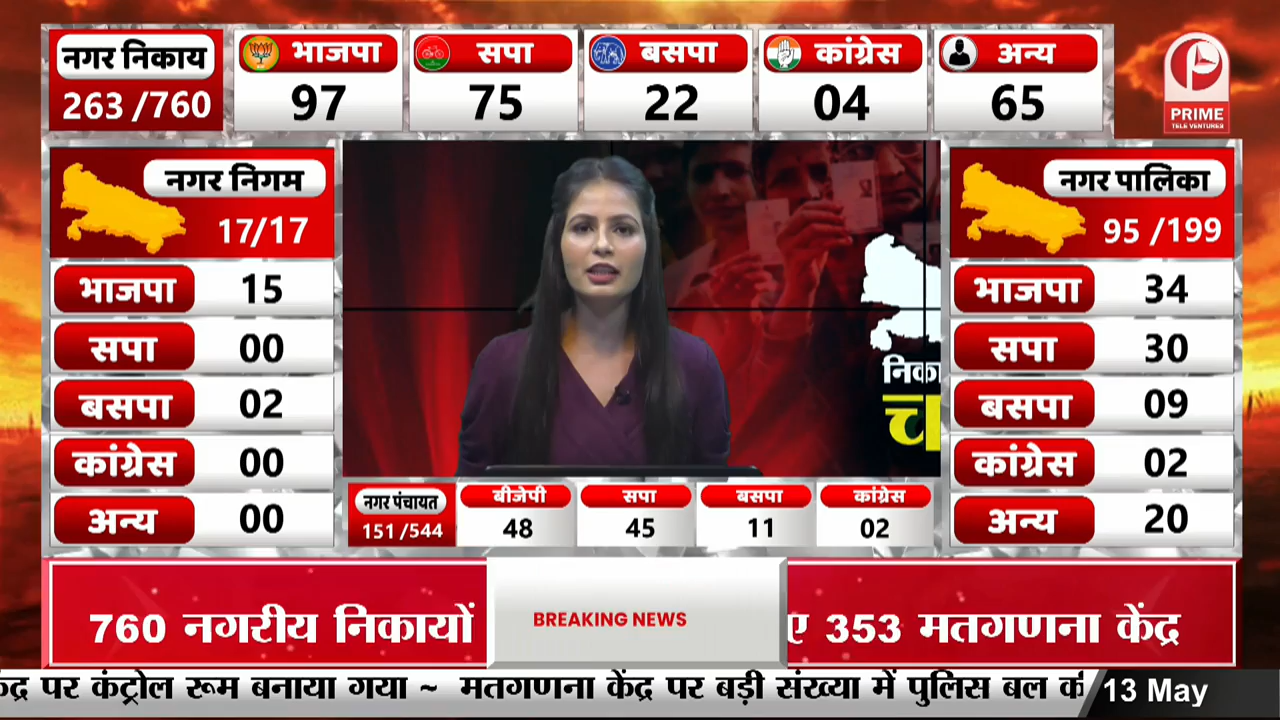 नगर निकाय
263 /760
भाजपा
97
सपा
75
बसपा
22
कांग्रेस
04
अन्य
65
PRIME
TELE VENTURES
नगर निगम
17/17
भाजपा 15
सपा 00
बसपा 02
कांग्रेस 00
अन्य 00
नगर पालिका
95 /199
भाजपा 34
सपा 30
बसपा 09
कांग्रेस 02
अन्य 20
नगर पंचायत
151/544
बीजेपी
48
सपा
45
बसपा
11
कांग्रेस
02
760 नगरीय निकायों
BREAKING NEWS
ए 353 मतगणना केंद्र
केंद्र पर कंट्रोल रूम बनाया गया ~ मतगणना केंद्र पर बड़ी संख्या में पुलिस बल की
13 May